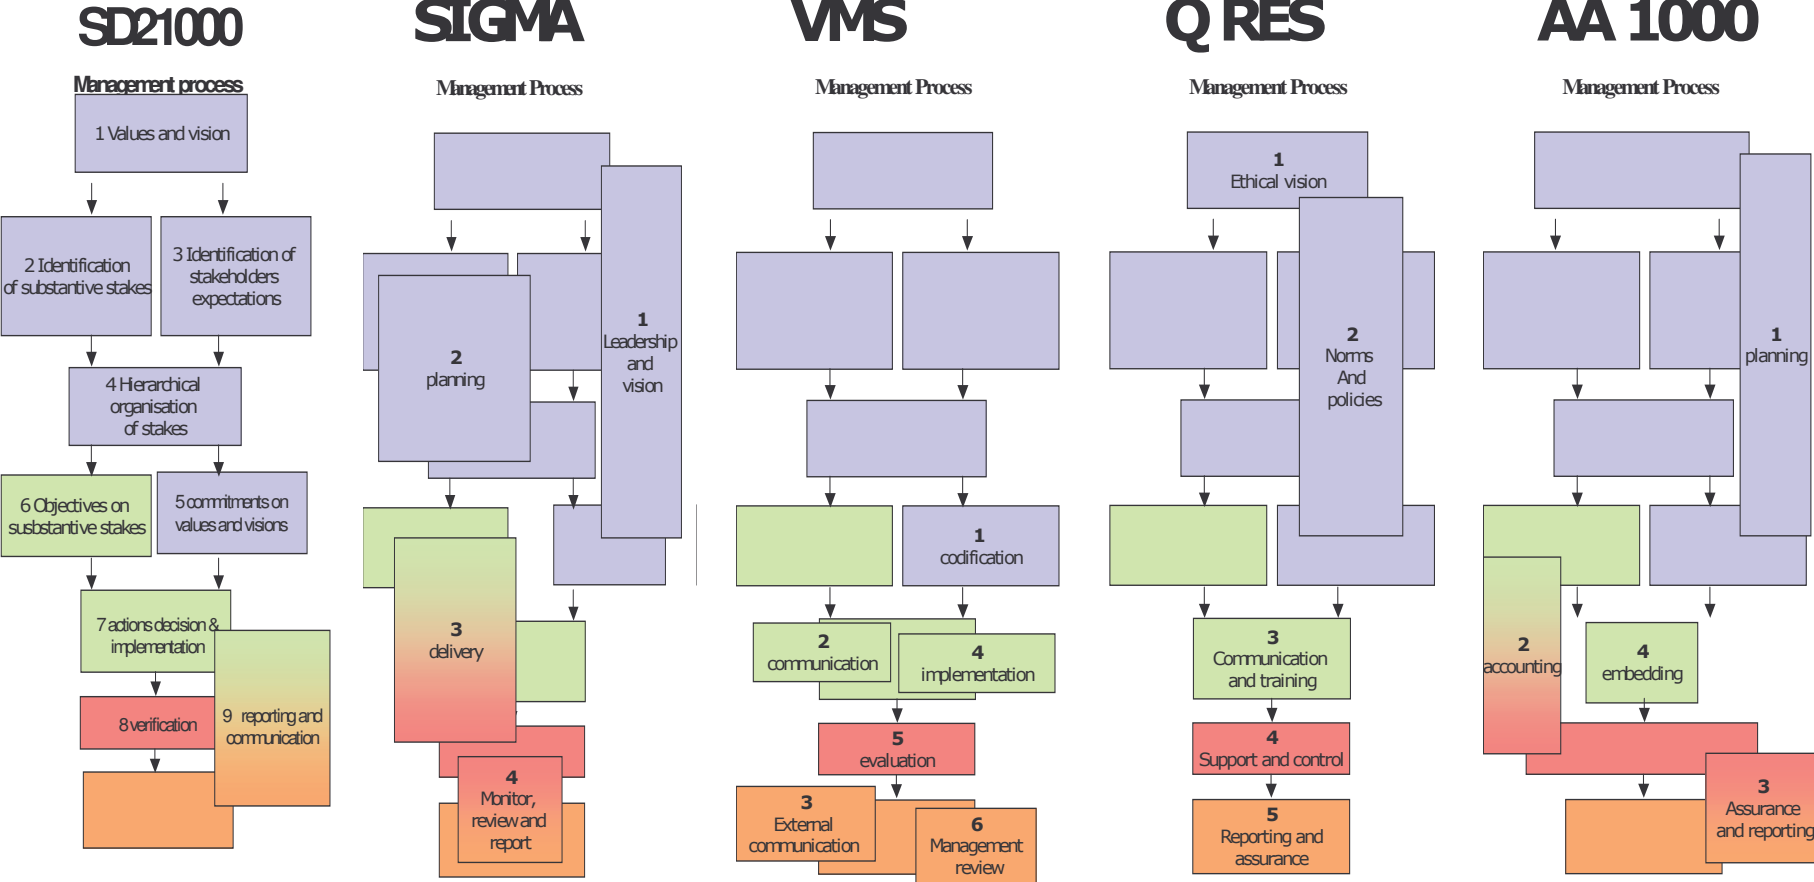 SD21000
Management process
1 Values and vision
2 Identification
of substantive stakes
3 Identification of
stakeholders
expectations
4 Hierarchical
organisation
of stakes
6 Objectives on
susbstantive stakes
5 commitments on
values and visions
7 actions decision &
implementation
8 verification
9 reporting and
communication
SIGMA
Management Process
1
Leadership
and
vision
2
planning
3
delivery
4
Monitor,
review and
report
VMS
Management Process
1
codification
2
communication
4
implementation
5
evaluation
3
External
communication
6
Management
review
Q RES
Management Process
1
Ethical vision
2
Norms
And
policies
3
Communication
and training
4
Support and control
5
Reporting and
assurance
AA 1000
Management Process
1
planning
2
accounting
4
embedding
3
Assurance
and reporting